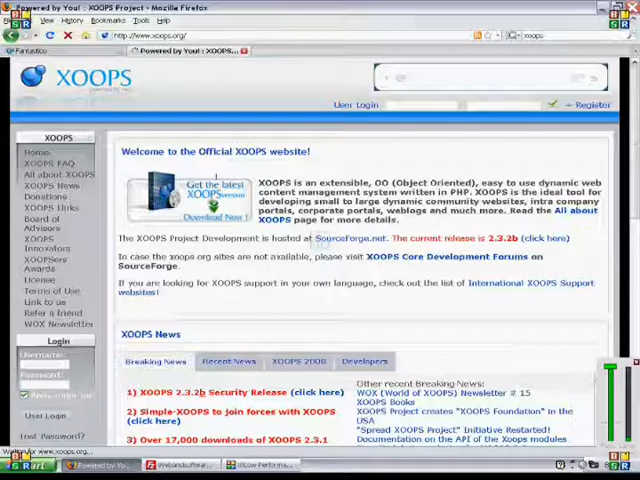 Powered by You! : XOOPS Project - Mozilla Firefox
View History Bookmarks Tools Help
http://www.xoops.org/
xoops
Fantastico
Powered by You! : XOOPS...
XOOPS
User Login
Register
XOOPS
Home
XOOPS FAQ
All about XOOPS
XOOPS News
Donations
XOOPS Links
Board of
Advisors
XOOPS
Innovators
XOOPSers
Awards
License
Terms of Use
Link to us
Refer a friend
WOX Newsletter
Login
Username:
Password:
User Login
Lost Password?
Welcome to the Official XOOPS website!
Get the latest
XOOPS version
Download Now !
XOOPS is an extensible, OO (Object Oriented), easy to use dynamic web
content management system written in PHP. XOOPS is the ideal tool for
developing small to large dynamic community websites, intra company
portals, corporate portals, weblogs and much more. Read the All about
XOOPS page for more details.
The XOOPS Project Development is hosted at SourceForge.net. The current release is 2.3.2b (click here)
In case the xoops.org sites are not available, please visit XOOPS Core Development Forums on
SourceForge.
If you are looking for XOOPS support in your own language, check out the list of International XOOPS Support
websites!
XOOPS News
Breaking News
Recent News
XOOPS 2008
Developers
1) XOOPS 2.3.2b Security Release (click here)
2) Simple-XOOPS to join forces with XOOPS
(click here)
3) Over 17,000 downloads of XOOPS 2.3.1
Other recent Breaking News:
WOX (World of XOOPS) Newsletter # 15
XOOPS Books
XOOPS Project creates "XOOPS Foundation" in the
USA
"Spread XOOPS Project" Initiative Restarted!
Documentation on the API of the Xoops modules
Waiting for www.xoops.org...
Start
Powered by You!...